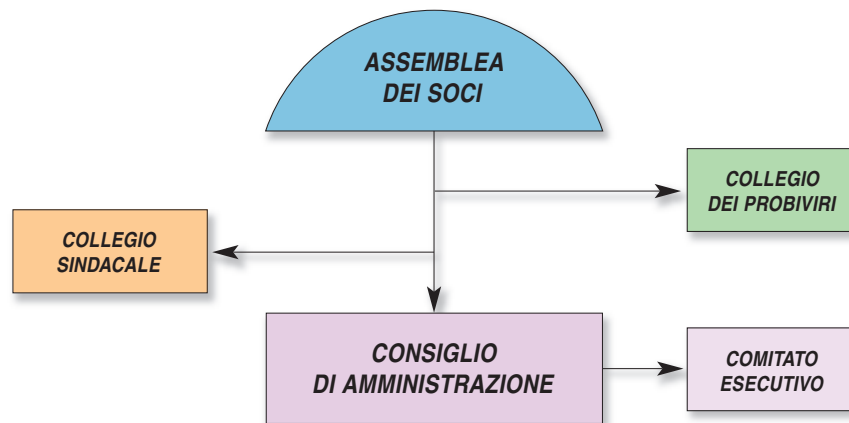 ASSEMBLEA
DEI SOCI
COLLEGIO
DEI PROBIVIRI
COLLEGIO
SINDACALE
CONSIGLIO
DI AMMINISTRAZIONE
COMITATO
ESECUTIVO